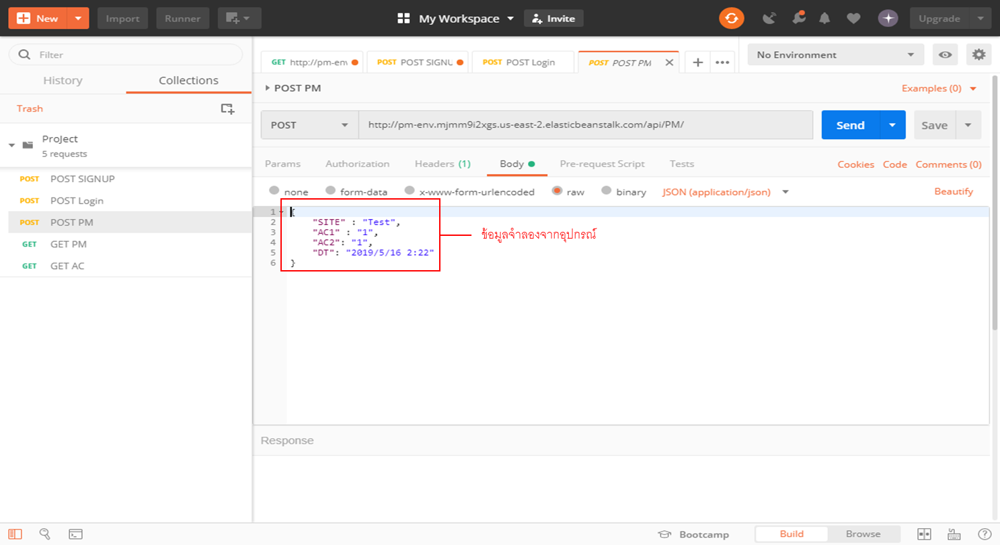 New
Import
Runner
My Workspace
Invite
Upgrade
Filter
History
Collections
Trash
Project
5 requests
POST POST SIGNUP
POST POST Login
POST POST PM
GET GET PM
GET GET AC
GET http://pm-env
POST POST SIGNU
POST POST Login
POST POST PM
No Environment
POST PM
Examples (0)
POST
http://pm-env.mjmm9i2xgs.us-east-2.elasticbeanstalk.com/api/PM/
Send
Save
Params
Authorization
Headers (1)
Body
Pre-request Script
Tests
Cookies
Code
Comments (0)
none
form-data
x-www-form-urlencoded
raw
binary
JSON (application/json)
Beautify
1 {
2 "SITE" : "Test",
3 "AC1" : "1",
4 "AC2": "1",
5 "DT": "2019/5/16 2:22"
6 }
ข้อมูลจำลองจากอุปกรณ์
Response
Bootcamp
Build
Browse